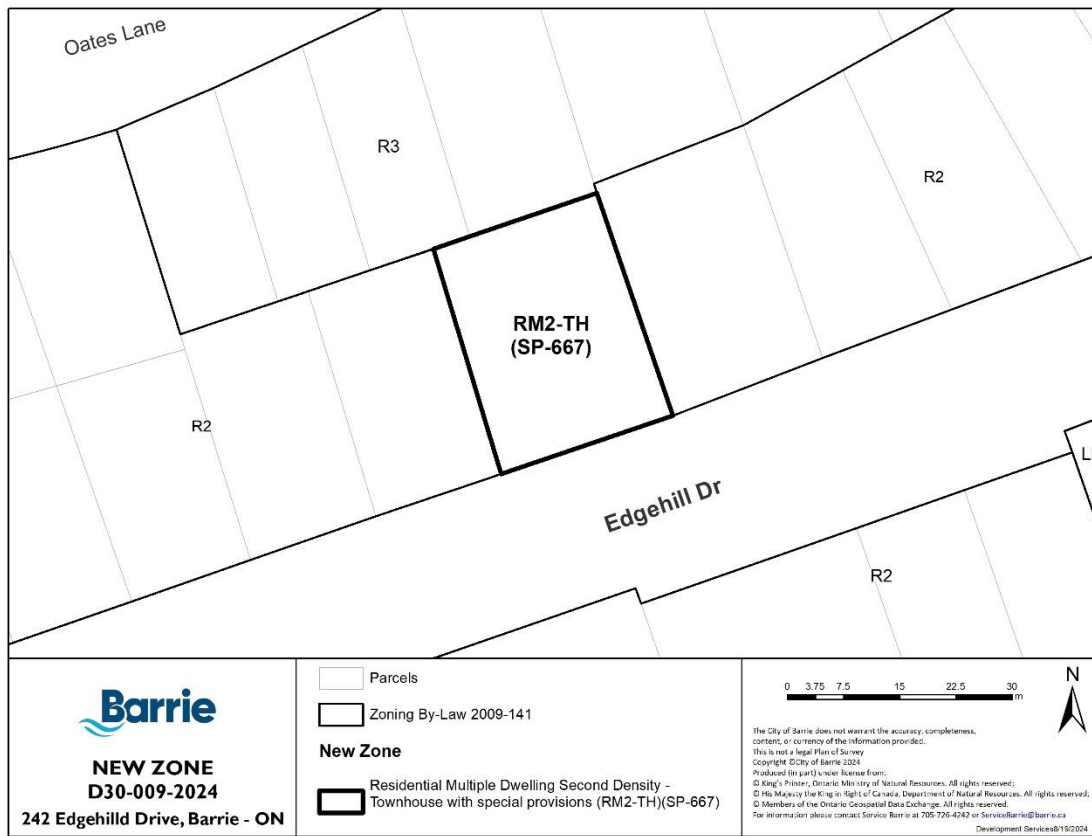 Oates Lane
R3
R2
RM2-TH
(SP-667)
R2
Edgehill Dr
L
R2
Barrie
NEW ZONE
D30-009-2024
242 Edgehilld Drive, Barrie - ON
Parcels
Zoning By-Law 2009-141
New Zone
Residential Multiple Dwelling Second Density -
Townhouse with special provisions (RM2-TH)(SP-667)
0 3.75 7.5 15 22.5 30
m
N
The City of Barrie does not warrant the accuracy, completeness,
content, or currency of the information provided.
This is not a legal Plan of Survey
Copyright ©City of Barrie 2024
Produced (in part) under license from:
© King's Printer, Ontario Ministry of Natural Resources. All rights reserved;
© His Majesty the King in Right of Canada, Department of Natural Resources. All rights reserved;
© Members of the Ontario Geospatial Data Exchange. All rights reserved.
For information please contact Service Barrie at 705-726-4242 or ServiceBarrie@barrie.ca
Development Services8/19/2024